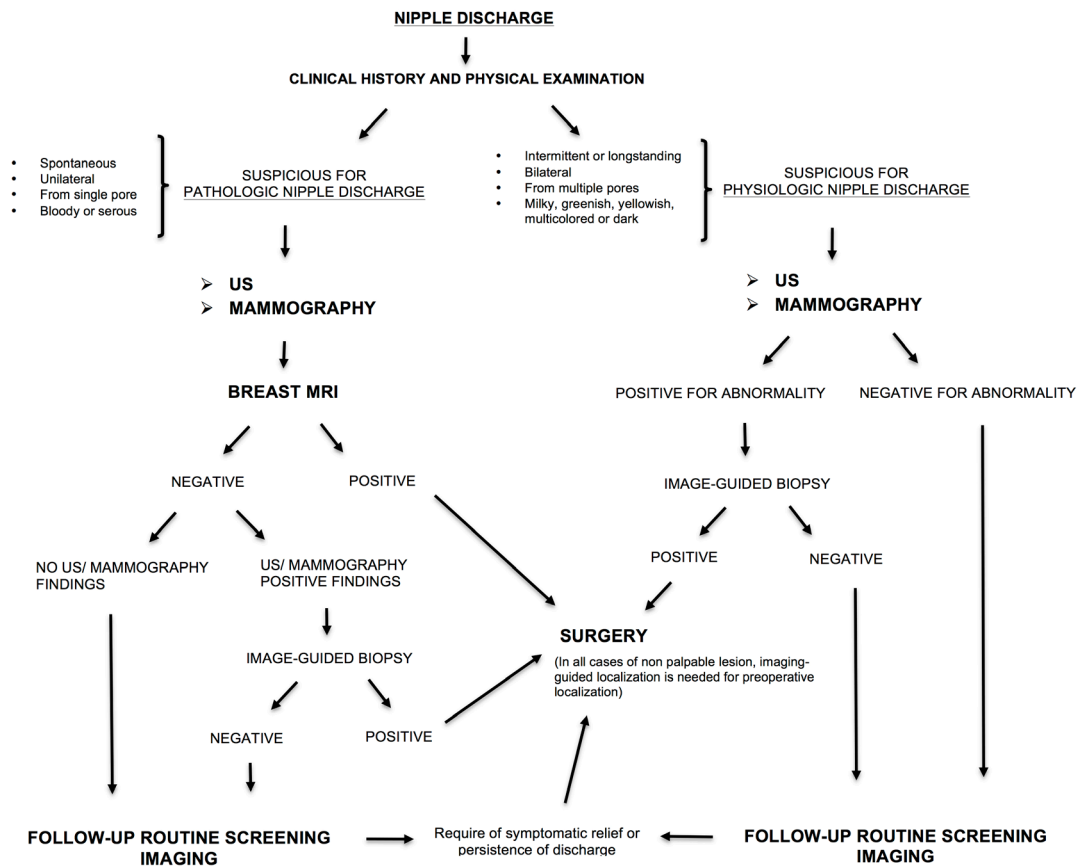 NIPPLE DISCHARGE
CLINICAL HISTORY AND PHYSICAL EXAMINATION
• Spontaneous
• Unilateral
• From single pore
• Bloody or serous
SUSPICIOUS FOR
PATHOLOGIC NIPPLE DISCHARGE
• Intermittent or longstanding
• Bilateral
• From multiple pores
• Milky, greenish, yellowish,
multicolored or dark
SUSPICIOUS FOR
PHYSIOLOGIC NIPPLE DISCHARGE
➢ US
➢ MAMMOGRAPHY
➢ US
➢ MAMMOGRAPHY
BREAST MRI
POSITIVE FOR ABNORMALITY
NEGATIVE FOR ABNORMALITY
NEGATIVE
POSITIVE
IMAGE-GUIDED BIOPSY
NO US/ MAMMOGRAPHY
FINDINGS
US/ MAMMOGRAPHY
POSITIVE FINDINGS
POSITIVE
NEGATIVE
IMAGE-GUIDED BIOPSY
SURGERY
(In all cases of non palpable lesion, imaging-
guided localization is needed for preoperative
localization)
NEGATIVE
POSITIVE
FOLLOW-UP ROUTINE SCREENING
IMAGING
Require of symptomatic relief or
persistence of discharge
FOLLOW-UP ROUTINE SCREENING
IMAGING